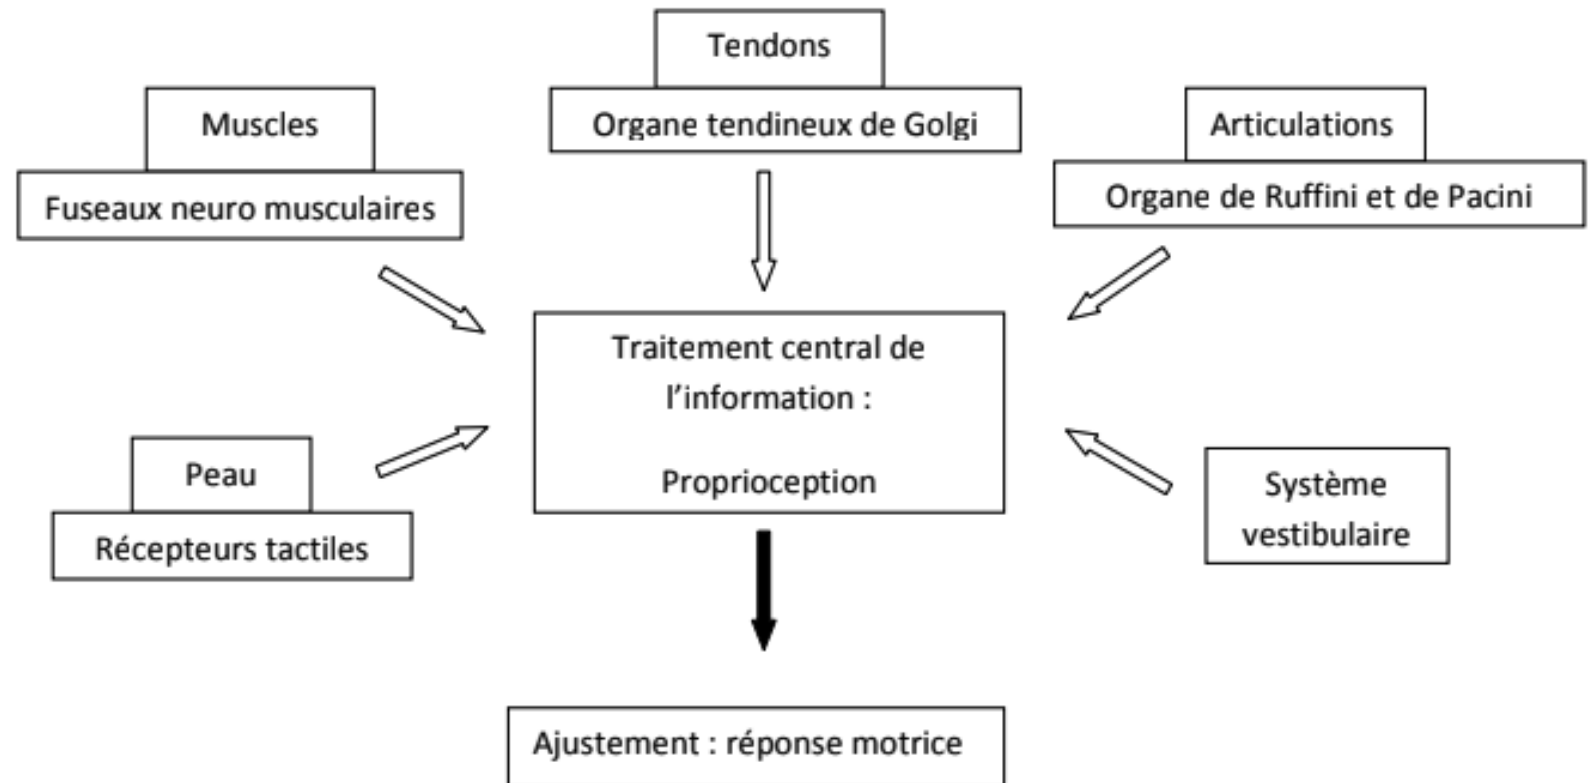 Tendons
Organe tendineux de Golgi
Muscles
Fuseaux neuro musculaires
Articulations
Organe de Ruffini et de Pacini
Traitement central de
l’information :
Proprioception
Peau
Récepteurs tactiles
Système
vestibulaire
Ajustement : réponse motrice